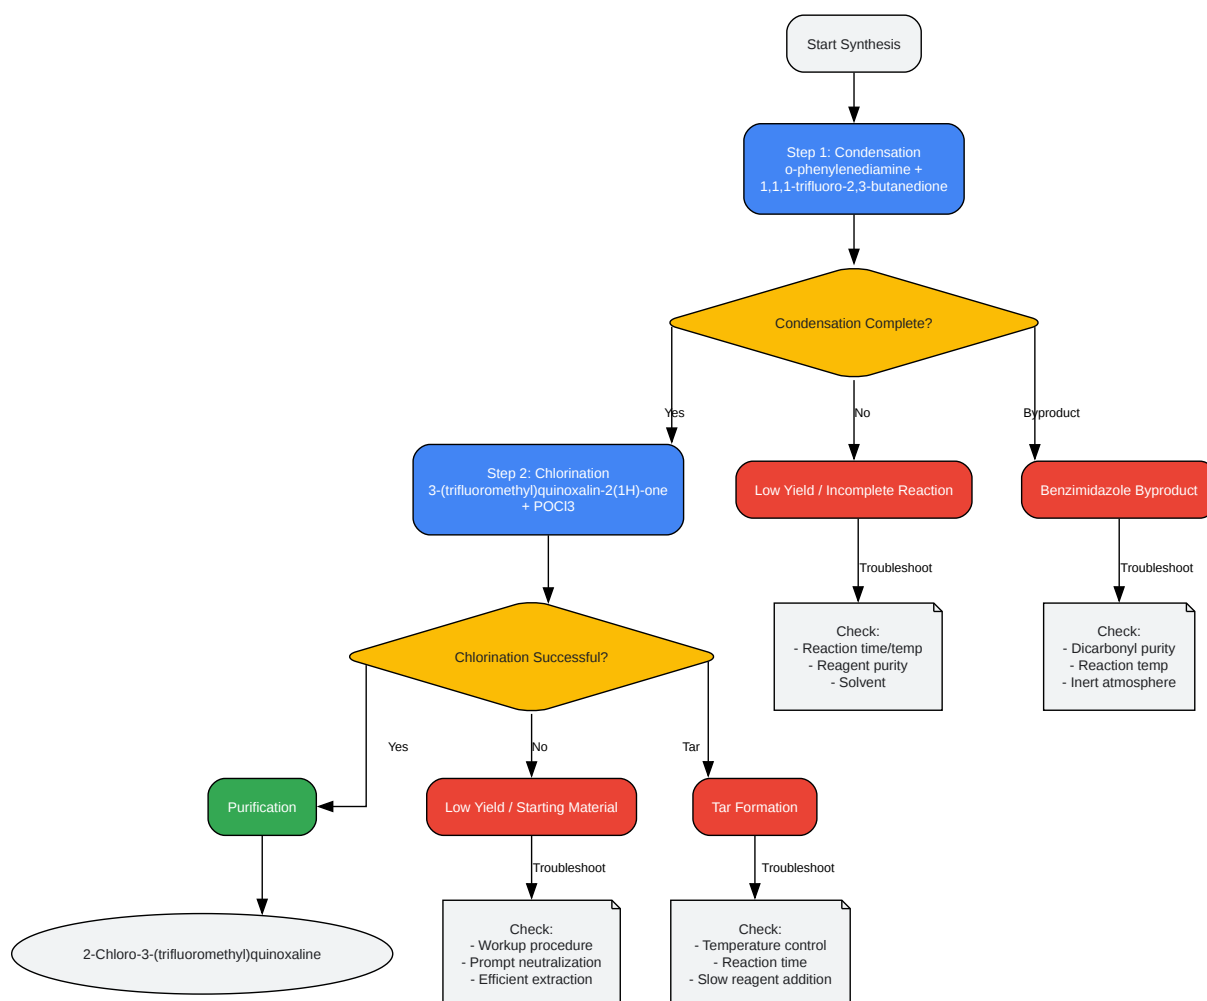 Start Synthesis
Step 1: Condensation
o-phenylenediamine +
1,1,1-trifluoro-2,3-butanedione
Condensation Complete?
Yes
No
Byproduct
Step 2: Chlorination
3-(trifluoromethyl)quinoxalin-2(1H)-one
+ POCl3
Low Yield / Incomplete Reaction
Benzimidazole Byproduct
Troubleshoot
Troubleshoot
Check:
- Reaction time/temp
- Reagent purity
- Solvent
Check:
- Dicarbonyl purity
- Reaction temp
- Inert atmosphere
Chlorination Successful?
Yes
No
Tar
Purification
Low Yield / Starting Material
Tar Formation
Troubleshoot
Troubleshoot
2-Chloro-3-(trifluoromethyl)quinoxaline
Check:
- Workup procedure
- Prompt neutralization
- Efficient extraction
Check:
- Temperature control
- Reaction time
- Slow reagent addition